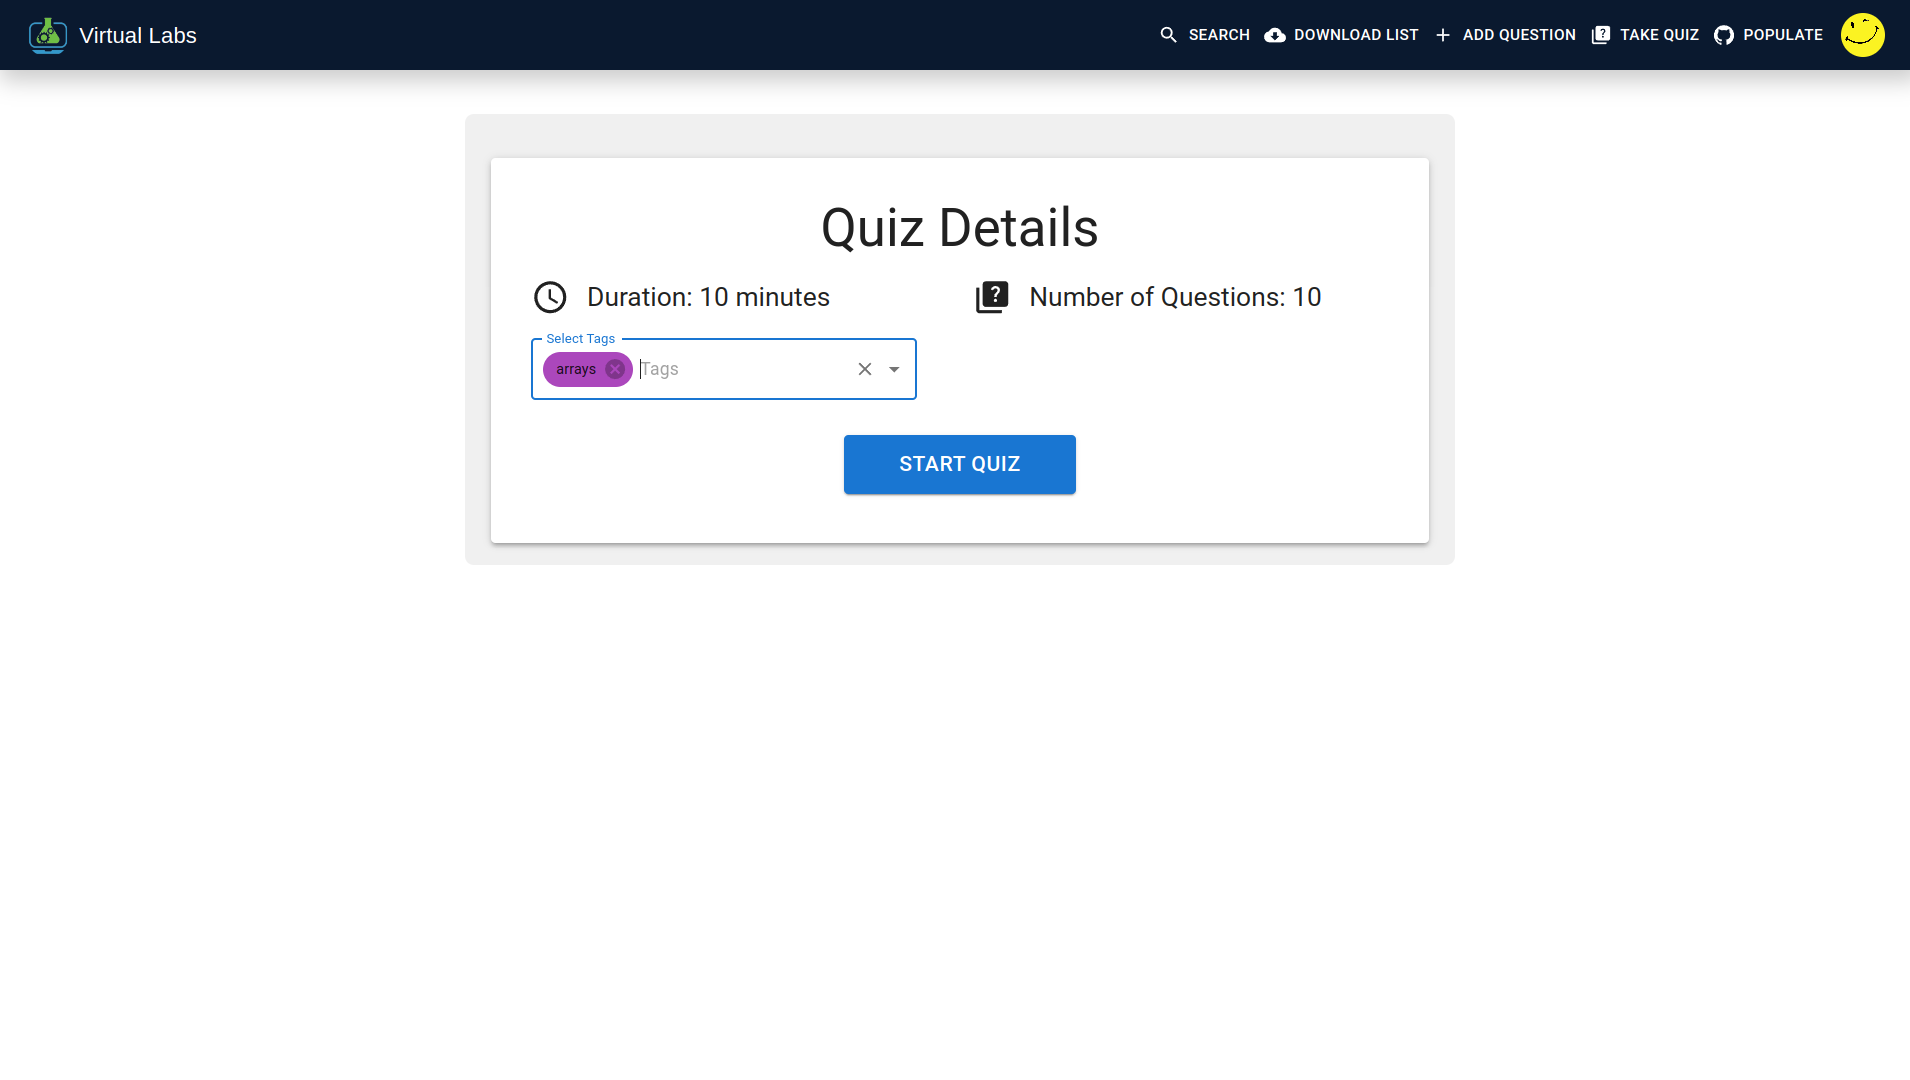 Virtual Labs
SEARCH
DOWNLOAD LIST
ADD QUESTION
TAKE QUIZ
POPULATE
Quiz Details
Duration: 10 minutes
Number of Questions: 10
Select Tags
arrays
Tags
START QUIZ